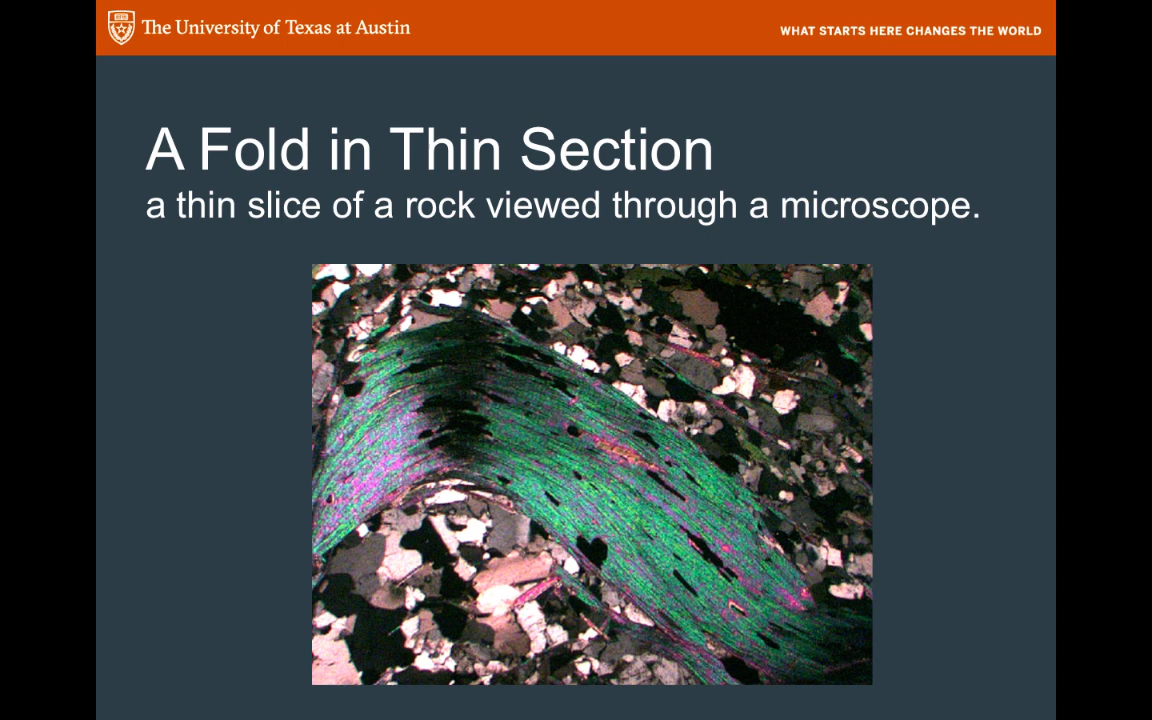 The University of Texas at Austin
WHAT STARTS HERE CHANGES THE WORLD
A Fold in Thin Section
a thin slice of a rock viewed through a microscope.